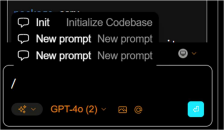 Init Initialize Codebase
New prompt New prompt
New prompt New prompt
/
GPT-4o (2)